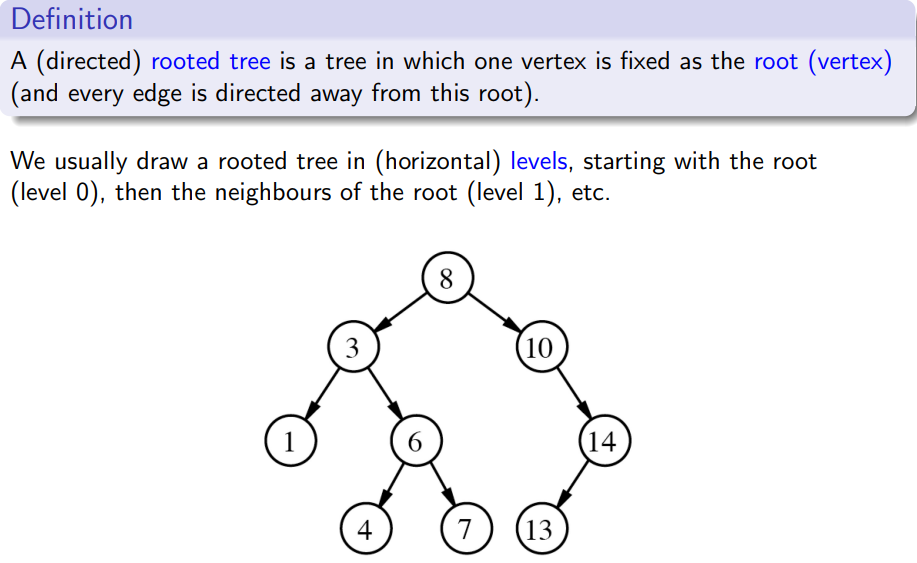 Definition
A (directed) rooted tree is a tree in which one vertex is fixed as the root (vertex)
(and every edge is directed away from this root).
We usually draw a rooted tree in (horizontal) levels, starting with the root
(level 0), then the neighbours of the root (level 1), etc.
8
3 10
1 6 14
4 7 13